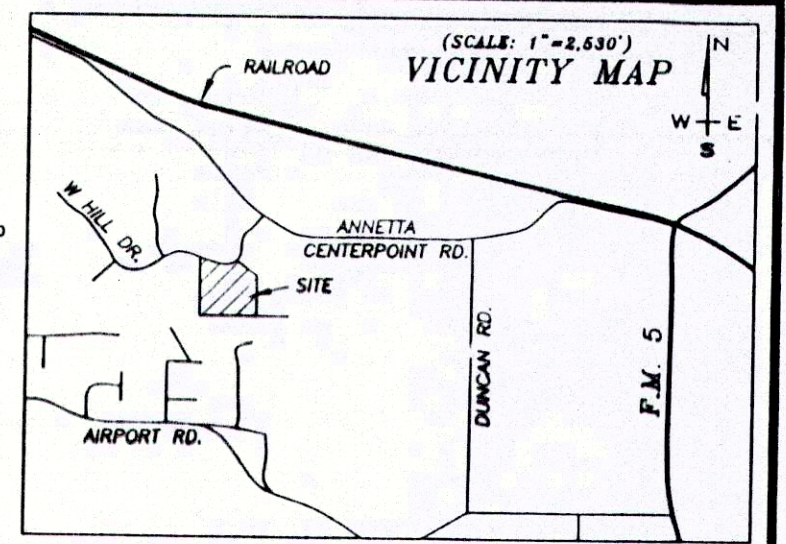 (SCALE: 1"=2,530')
VICINITY MAP
N
W E
S
RAILROAD
W HILL DR.
ANNETTA
CENTERPOINT RD.
SITE
DUNCAN RD.
F.M. 5
AIRPORT RD.